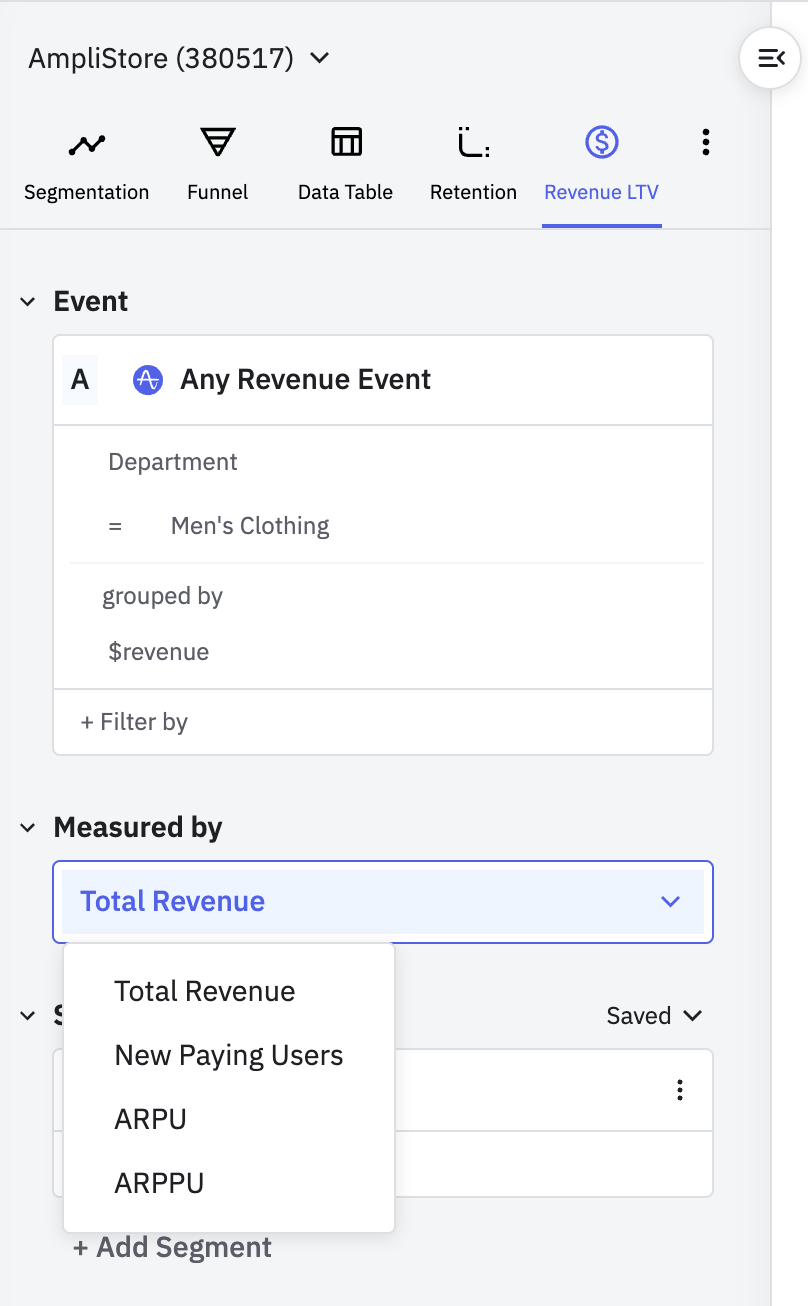 AmpliStore (380517)
Segmentation Funnel Data Table Retention Revenue LTV
Event
A Any Revenue Event
Department
= Men's Clothing
grouped by
$revenue
+ Filter by
Measured by
Total Revenue
Total Revenue
Saved
New Paying Users
ARPU
ARPPU
+ Add Segment